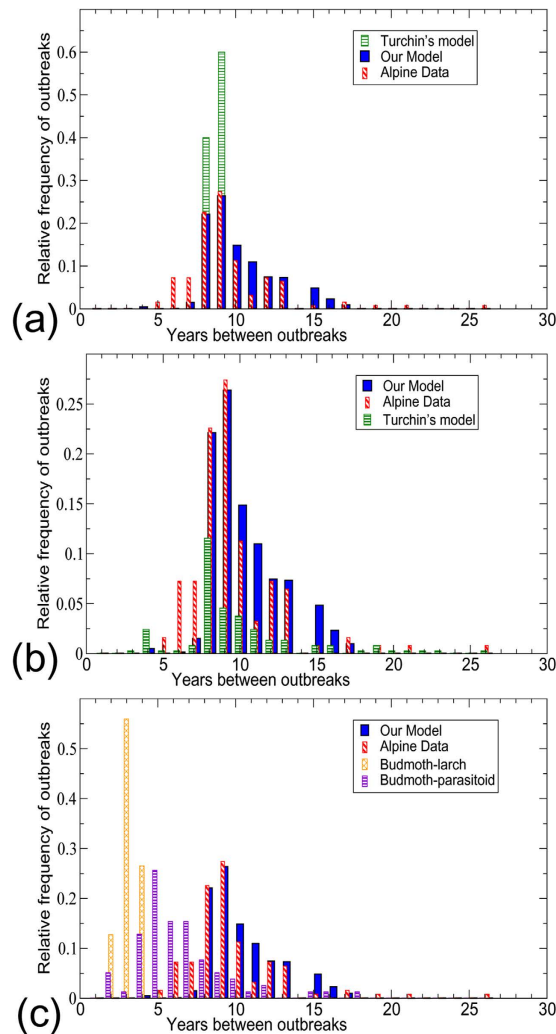 0.6
0.5
0.4
0.3
0.2
0.1
0
Relative frequency of outbreaks
Turchin's model
Our Model
Alpine Data
5 10 15 20 25 30
Years between outbreaks
(a)
0.25
0.2
0.15
0.1
0.05
0
Relative frequency of outbreaks
Our Model
Alpine Data
Turchin's model
0 5 10 15 20 25 30
Years between outbreaks
(b)
0.5
0.4
0.3
0.2
0.1
0
Relative frequency of outbreaks
Our Model
Alpine Data
Budmoth-larch
Budmoth-parasitoid
0 5 10 15 20 25 30
Years between outbreaks
(c)